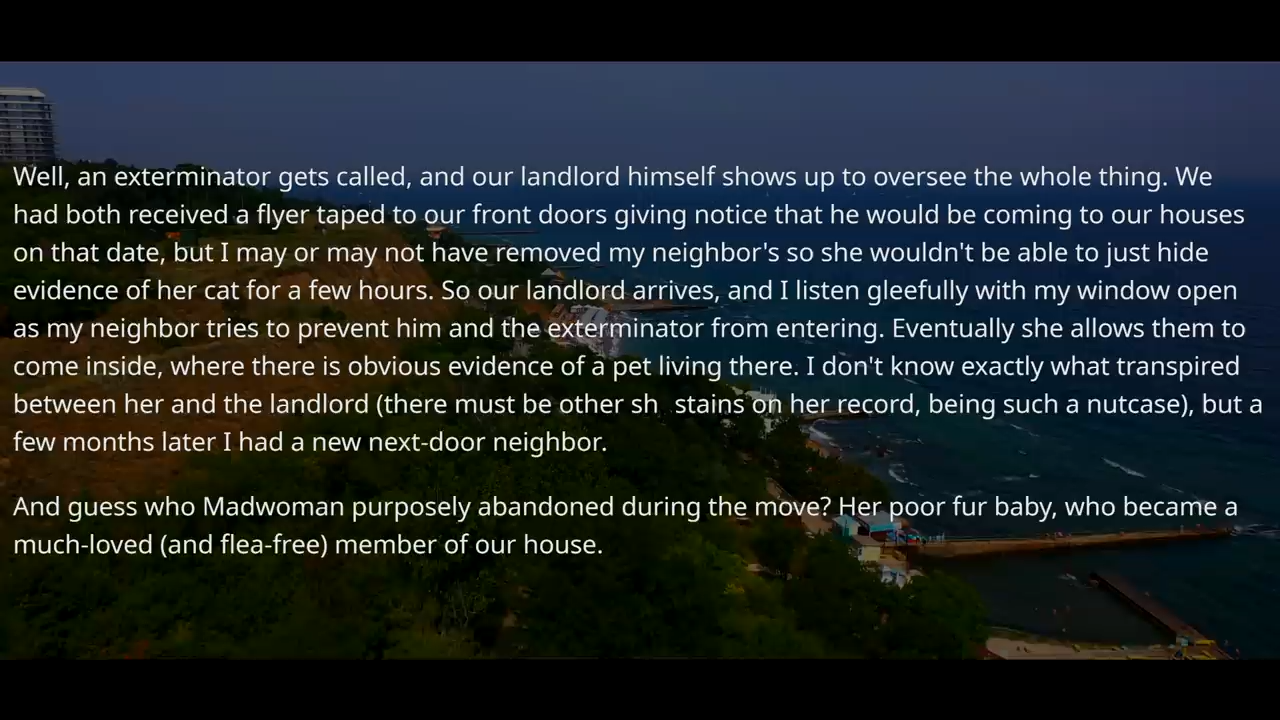 Well, an exterminator gets called, and our landlord himself shows up to oversee the whole thing. We
had both received a flyer taped to our front doors giving notice that he would be coming to our houses
on that date, but I may or may not have removed my neighbor's so she wouldn't be able to just hide
evidence of her cat for a few hours. So our landlord arrives, and I listen gleefully with my window open
as my neighbor tries to prevent him and the exterminator from entering. Eventually she allows them to
come inside, where there is obvious evidence of a pet living there. I don't know exactly what transpired
between her and the landlord (there must be other sh stains on her record, being such a nutcase), but a
few months later I had a new next-door neighbor.
And guess who Madwoman purposely abandoned during the move? Her poor fur baby, who became a
much-loved (and flea-free) member of our house.